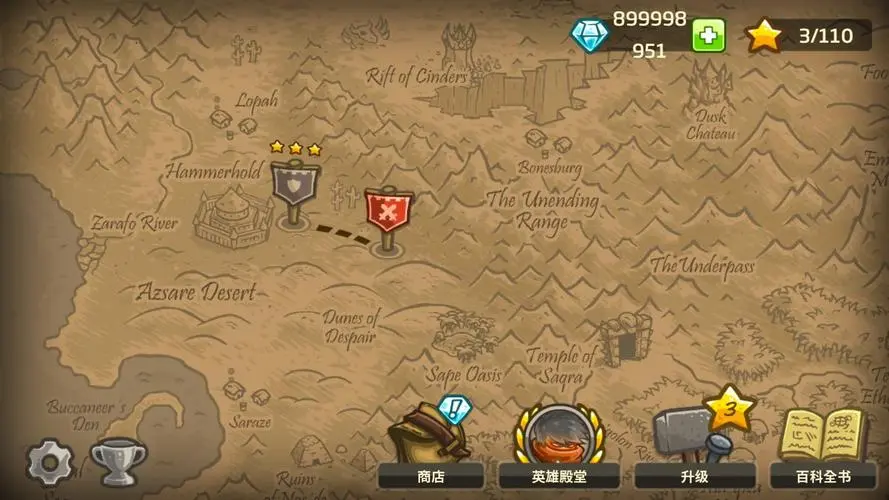 899998
951
3/110
Rift of Cinders
Lopah
Dusk
Chateau
Hammerhold
Bonesburg
The Unending
Range
Zarafo River
The Underpass
Azsare Desert
Dunes of
Despair
Temple of
Saqra
Sape Oasis
Buccaneer's
Den
Saraze
Ruins
3
商店
英雄殿堂
升级
百科全书